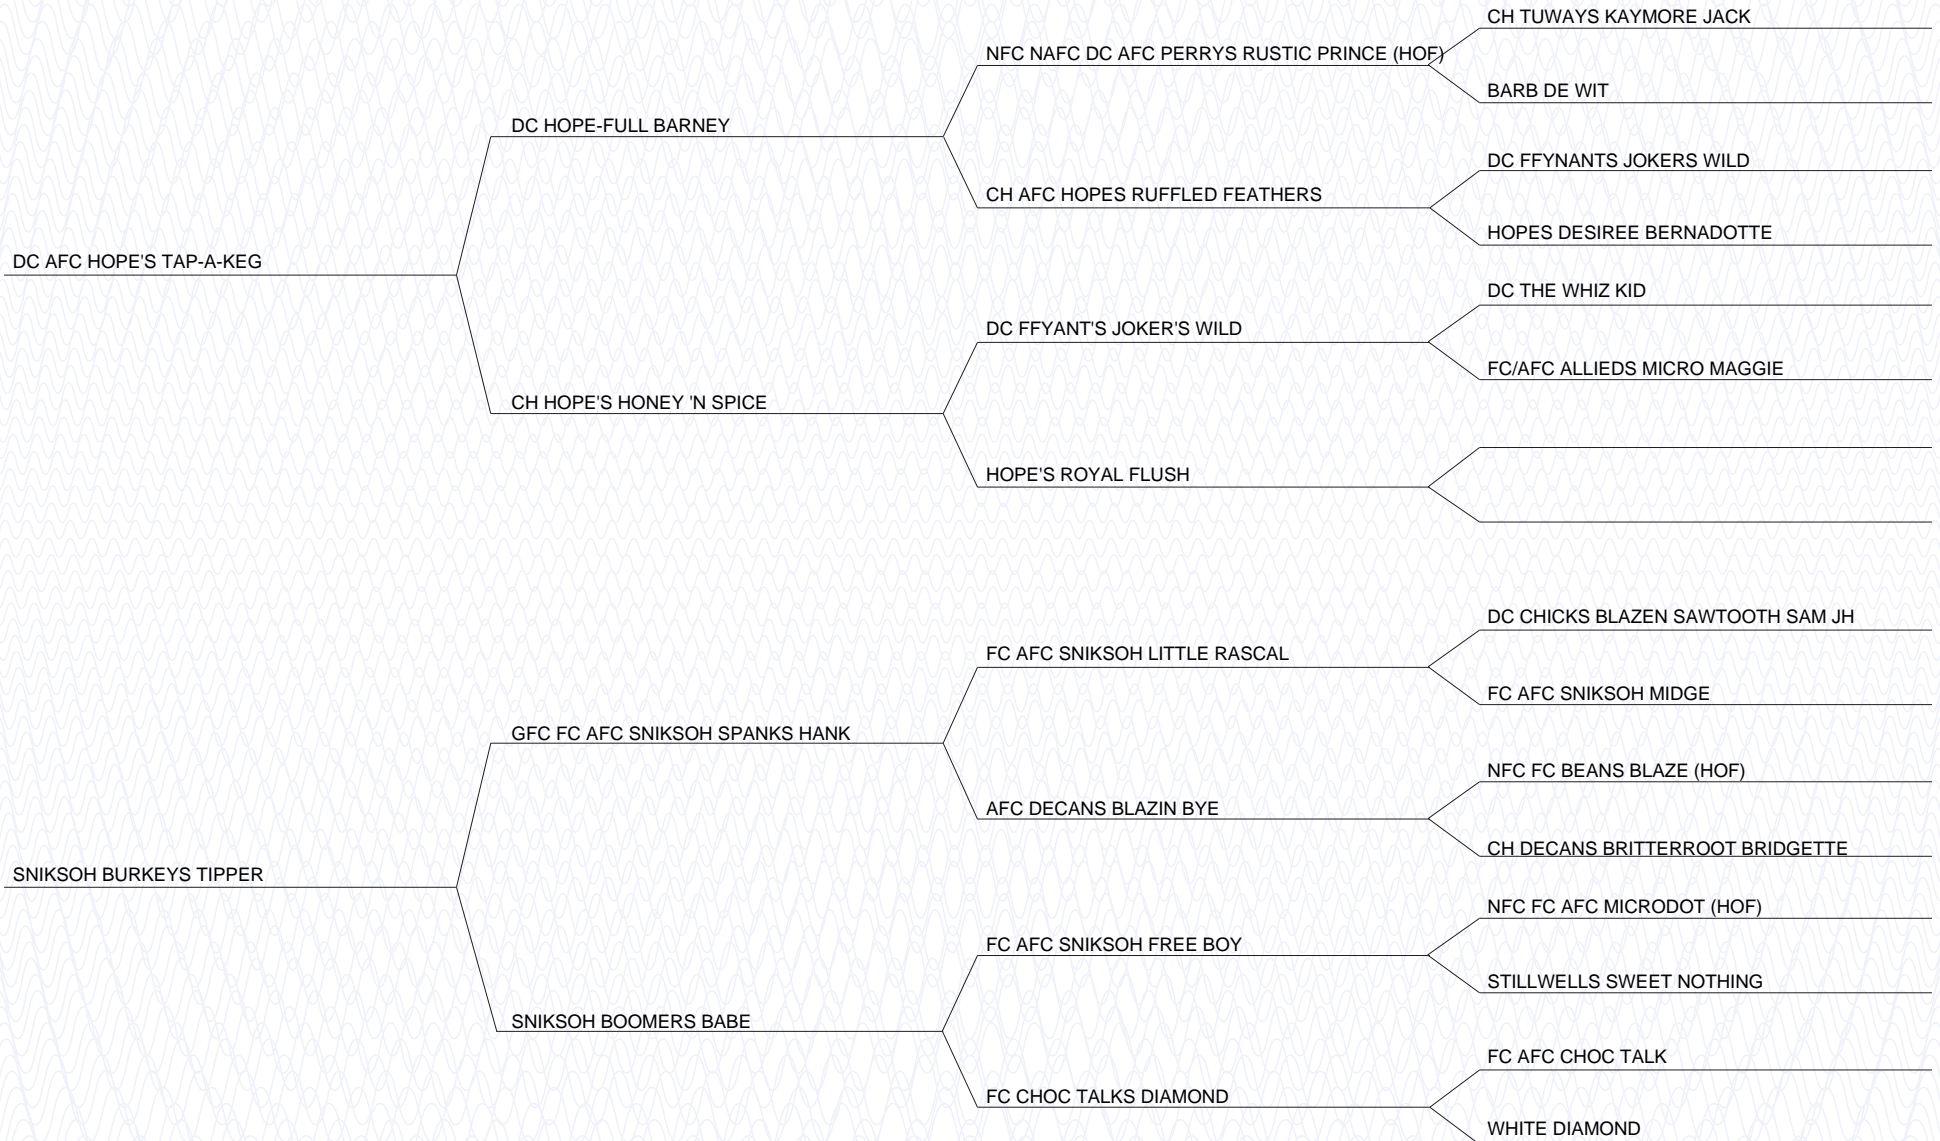 CH TUWAYS KAYMORE JACK
NFC NAFC DC AFC PERRYS RUSTIC PRINCE (HOF)
BARB DE WIT
DC HOPE-FULL BARNEY
DC FFYNANTS JOKERS WILD
CH AFC HOPES RUFFLED FEATHERS
HOPES DESIREE BERNADOTTE
DC AFC HOPE'S TAP-A-KEG
DC THE WHIZ KID
DC FFYANT'S JOKER'S WILD
FC/AFC ALLIEDS MICRO MAGGIE
CH HOPE'S HONEY 'N SPICE
HOPE'S ROYAL FLUSH
DC CHICKS BLAZEN SAWTOOTH SAM JH
FC AFC SNIKSOH LITTLE RASCAL
FC AFC SNIKSOH MIDGE
GFC FC AFC SNIKSOH SPANKS HANK
NFC FC BEANS BLAZE (HOF)
AFC DECANS BLAZIN BYE
CH DECANS BRITTERROOT BRIDGETTE
SNIKSOH BURKEYS TIPPER
NFC FC AFC MICRODOT (HOF)
FC AFC SNIKSOH FREE BOY
STILLWELLS SWEET NOTHING
SNIKSOH BOOMERS BABE
FC AFC CHOC TALK
FC CHOC TALKS DIAMOND
WHITE DIAMOND